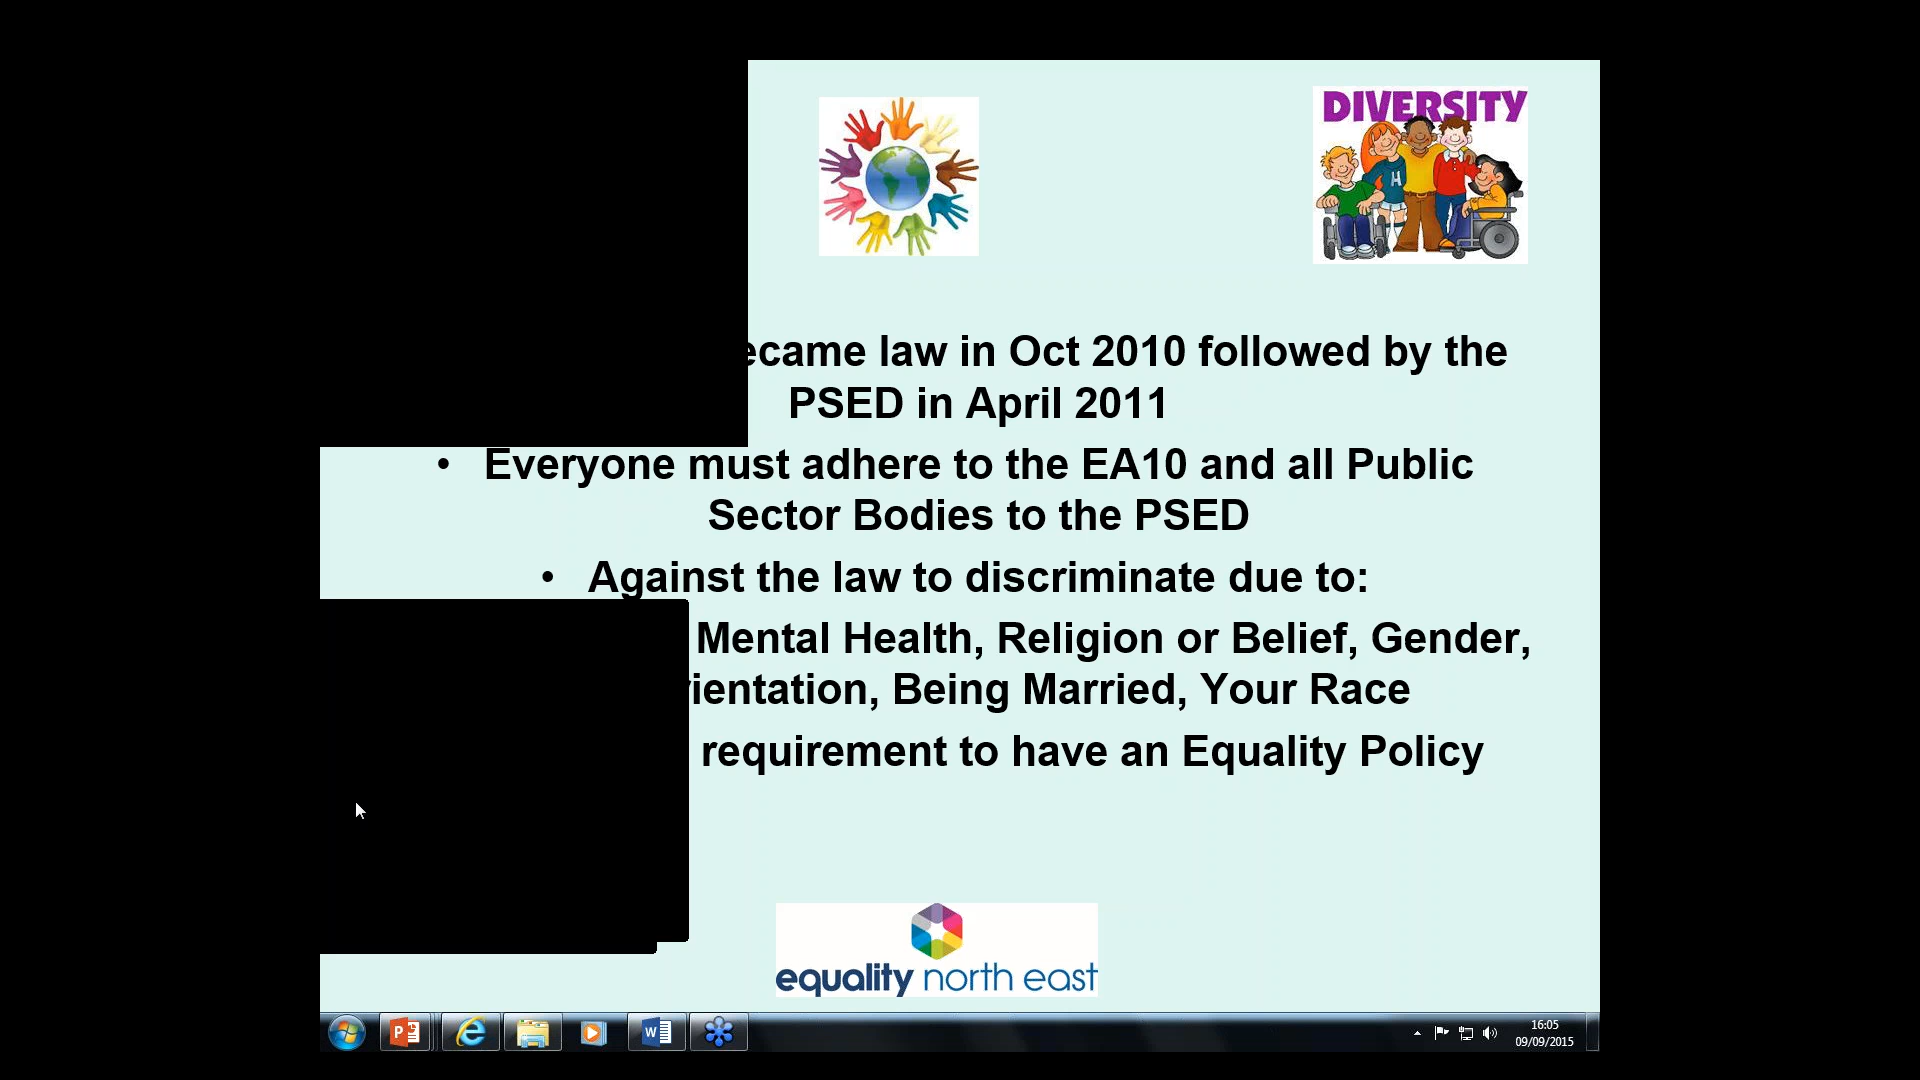 DIVERSITY
ecame law in Oct 2010 followed by the
PSED in April 2011
• Everyone must adhere to the EA10 and all Public
Sector Bodies to the PSED
• Against the law to discriminate due to:
Mental Health, Religion or Belief, Gender,
ientation, Being Married, Your Race
requirement to have an Equality Policy
equality north east
16:05
09/09/2015